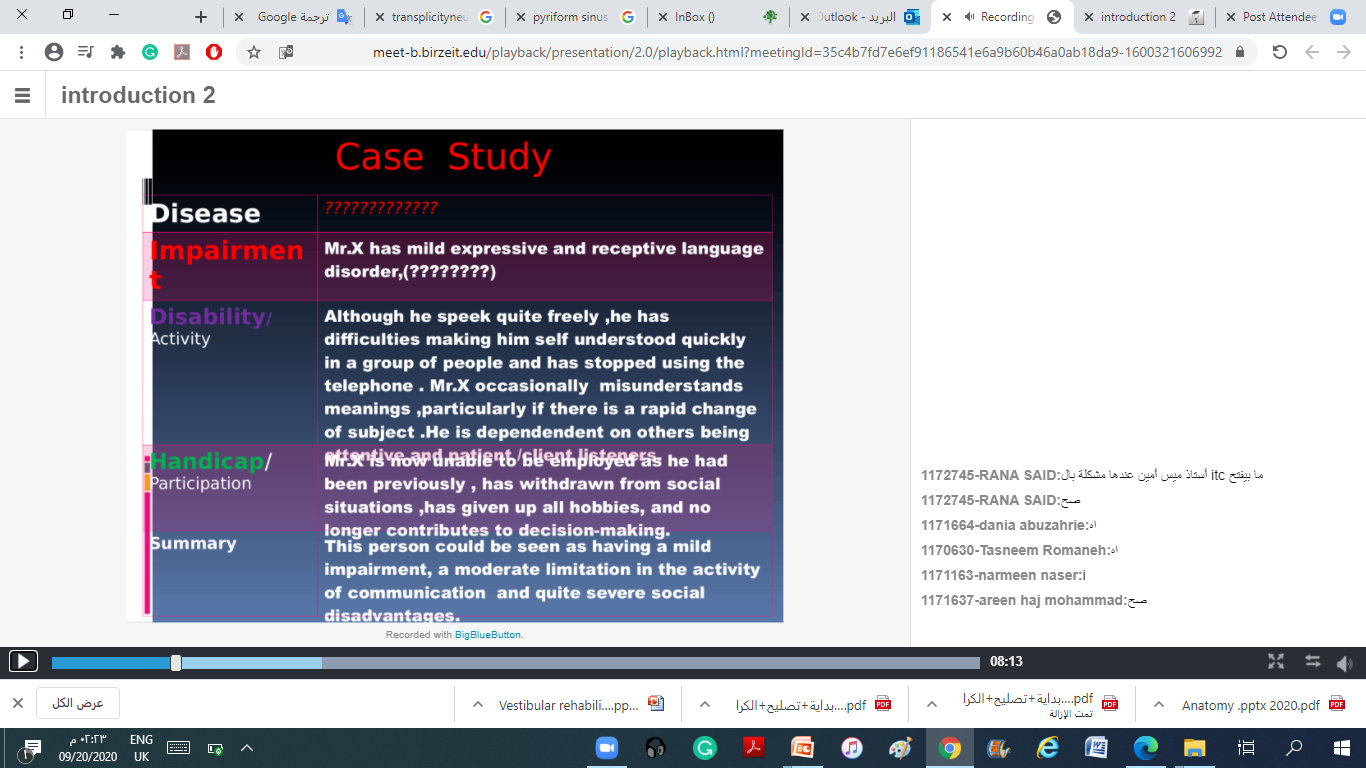 ترجمة Google
transplicityneu
pyriform sinus
InBox ()
البريد - Outlook
Recording
introduction 2
Post Attendee
meet-b.birzeit.edu/playback/presentation/2.0/playback.html?meetingId=35c4b7fd7e6ef91186541e6a9b60b46a0ab18da9-1600321606992
introduction 2
Case Study
Disease
?????????????
Impairmen
t
Mr.X has mild expressive and receptive language
disorder,(????????)
Disability/
Activity
Although he speek quite freely ,he has
difficulties making him self understood quickly
in a group of people and has stopped using the
telephone . Mr.X occasionally misunderstands
meanings ,particularly if there is a rapid change
of subject .He is dependendent on others being
attentive and patient /client listeners
Handicap/
Participation
Mr.X is now unable to be employed as he had
been previously , has withdrawn from social
situations ,has given up all hobbies, and no
longer contributes to decision-making.
Summary
This person could be seen as having a mild
impairment, a moderate limitation in the activity
of communication and quite severe social
disadvantages.
Recorded with BigBlueButton.
1172745-RANA SAID:أستاذ ميس أمين عندها مشكلة بال itc ما بيفتح
1172745-RANA SAID:صح
1171664-dania abuzahrie:اه
1170630-Tasneem Romaneh:اه
1171163-narmeen naser:i
1171637-areen haj mohammad:صح
08:13
عرض الكل
Vestibular rehabili....pp...
بداية+تصليح+الكرا....pdf
بداية+تصليح+الكرا....pdf
تمت الإزالة
Anatomy .pptx 2020.pdf
٠٢:٢٣ م
09/20/2020
ENG
UK